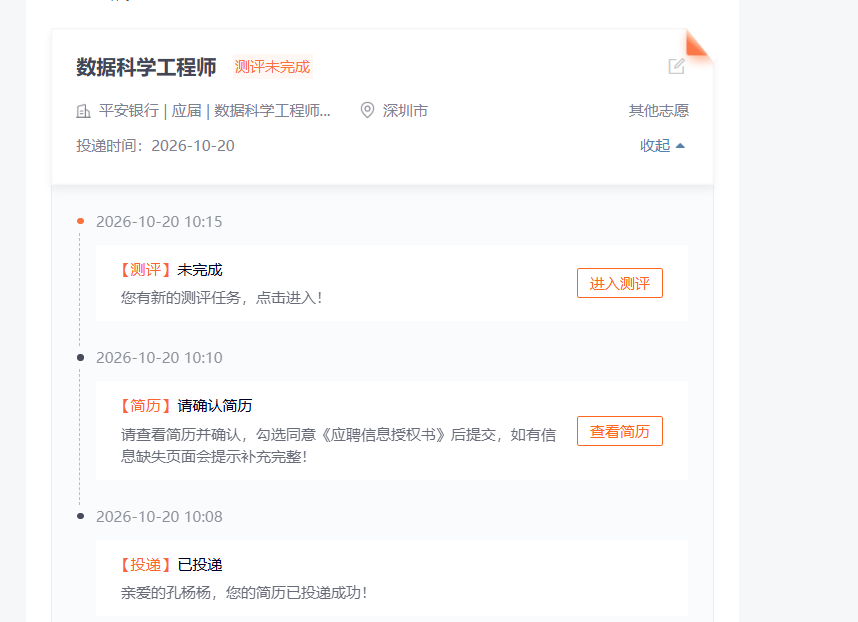 数据科学工程师 测评未完成
平安银行 | 应届 | 数据科学工程师... 深圳市 其他志愿
投递时间：2026-10-20 收起
2026-10-20 10:15
【测评】未完成
您有新的测评任务，点击进入！
进入测评
2026-10-20 10:10
【简历】请确认简历
请查看简历并确认，勾选同意《应聘信息授权书》后提交，如有信
息缺失页面会提示补充完整！
查看简历
2026-10-20 10:08
【投递】已投递
亲爱的孔杨杨，您的简历已投递成功！